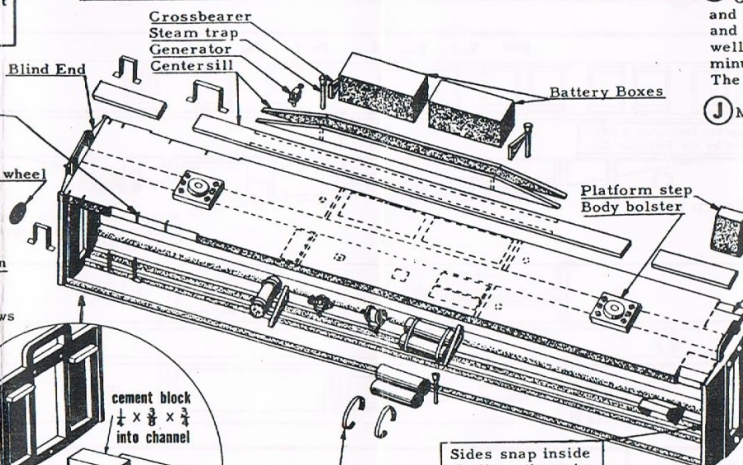 Crossbearer
Steam trap
Generator
Centersill
Blind End
Battery Boxes
and
and
well
minu
The
J M
wheel
Platform step
Body bolster
n
ws
cement block
1/4 x 3/8 x 3/4
into channel
Sides snap inside